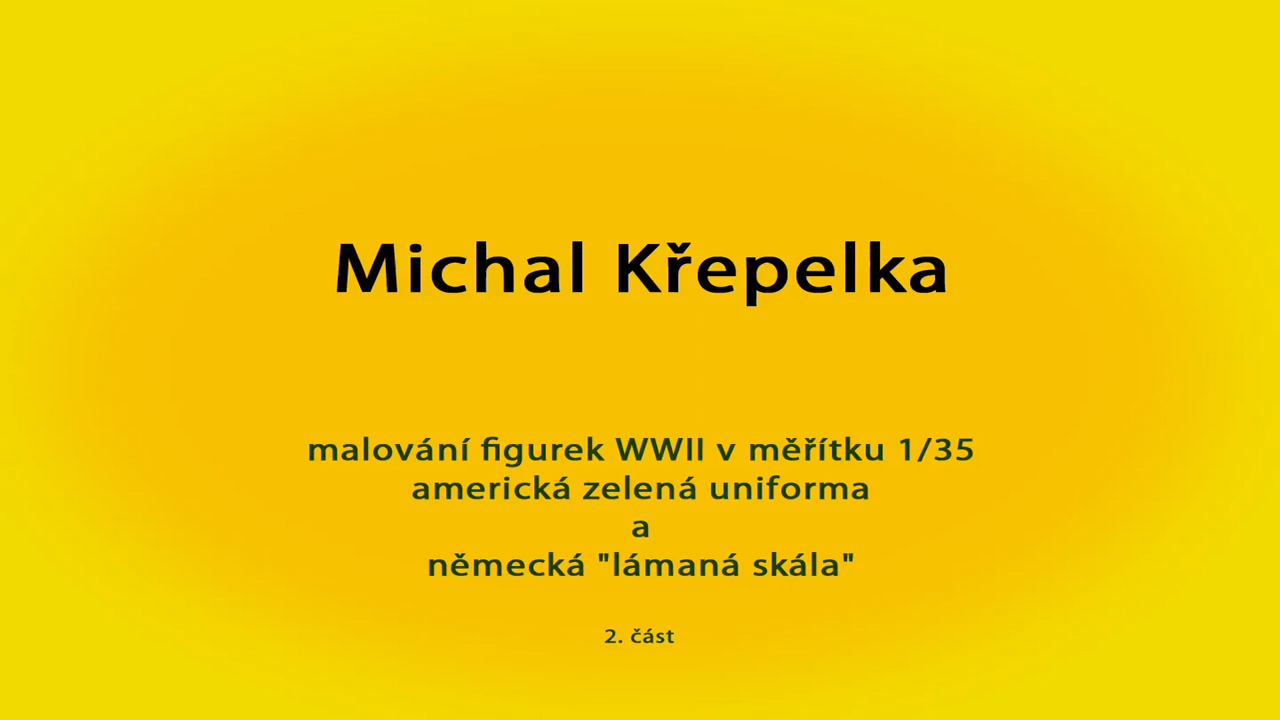 Michal Křepelka
malování figurek WWII v měřítku 1/35
americká zelená uniforma
a
německá "lámaná skála"
2. část